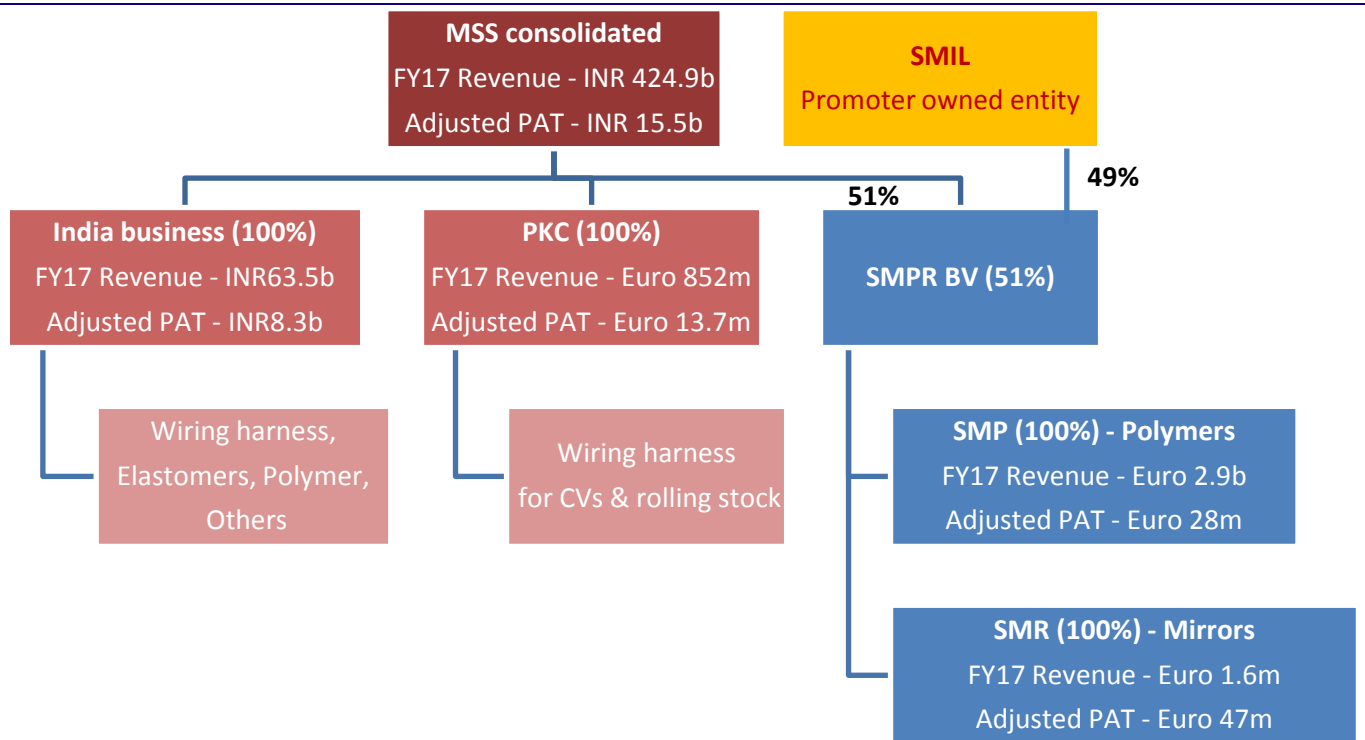 MSS consolidated
FY17 Revenue - INR 424.9b
Adjusted PAT - INR 15.5b
SMIL
Promoter owned entity
51%
49%
India business (100%)
FY17 Revenue - INR63.5b
Adjusted PAT - INR8.3b
PKC (100%)
FY17 Revenue - Euro 852m
Adjusted PAT - Euro 13.7m
SMPR BV (51%)
Wiring harness,
Elastomers, Polymer,
Others
Wiring harness
for CVs & rolling stock
SMP (100%) - Polymers
FY17 Revenue - Euro 2.9b
Adjusted PAT - Euro 28m
SMR (100%) - Mirrors
FY17 Revenue - Euro 1.6m
Adjusted PAT - Euro 47m